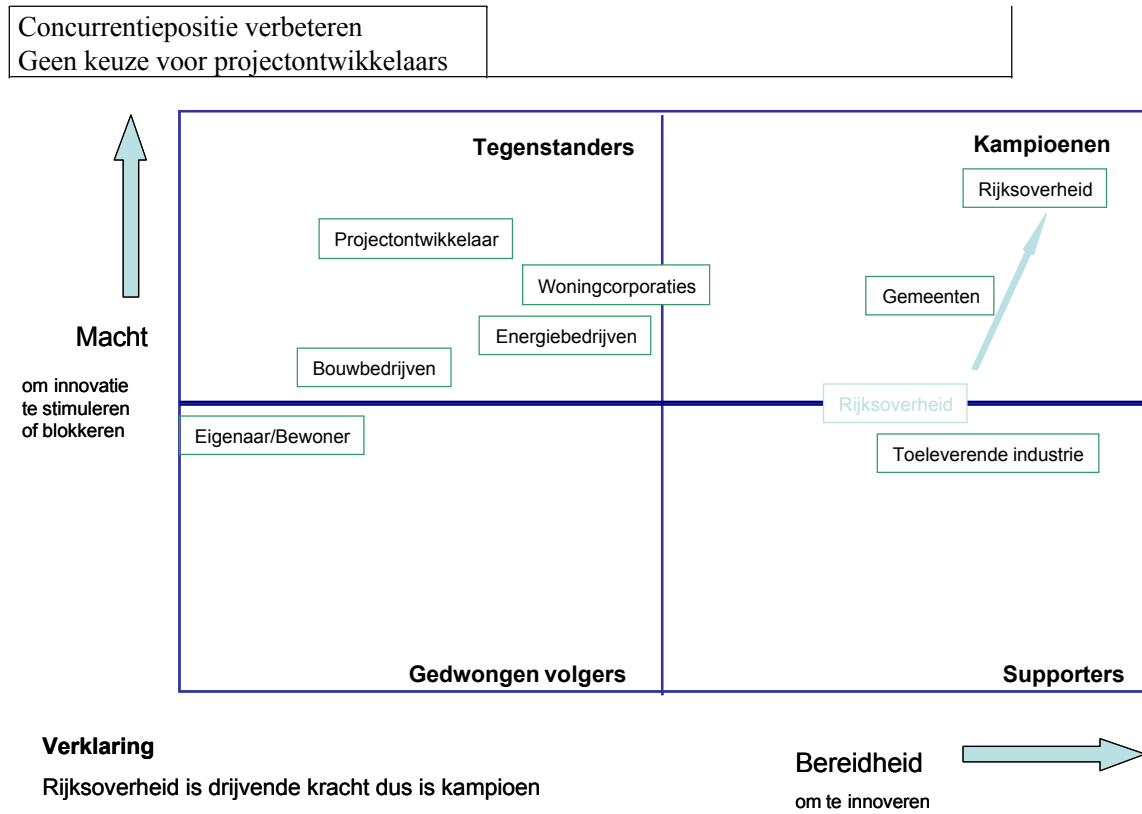 Concurrentiepositie verbeteren
Geen keuze voor projectontwikkelaars
Tegenstanders
Kampioenen
Rijksoverheid
Projectontwikkelaar
Woningcorporaties
Gemeenten
Energiebedrijven
Macht
Bouwbedrijven
om innovatie
te stimuleren
of blokkeren
Rijksoverheid
Eigenaar/Bewoner
Toeleverende industrie
Gedwongen volgers
Supporters
Verklaring
Rijksoverheid is drijvende kracht dus is kampioen
Bereidheid
om te innoveren